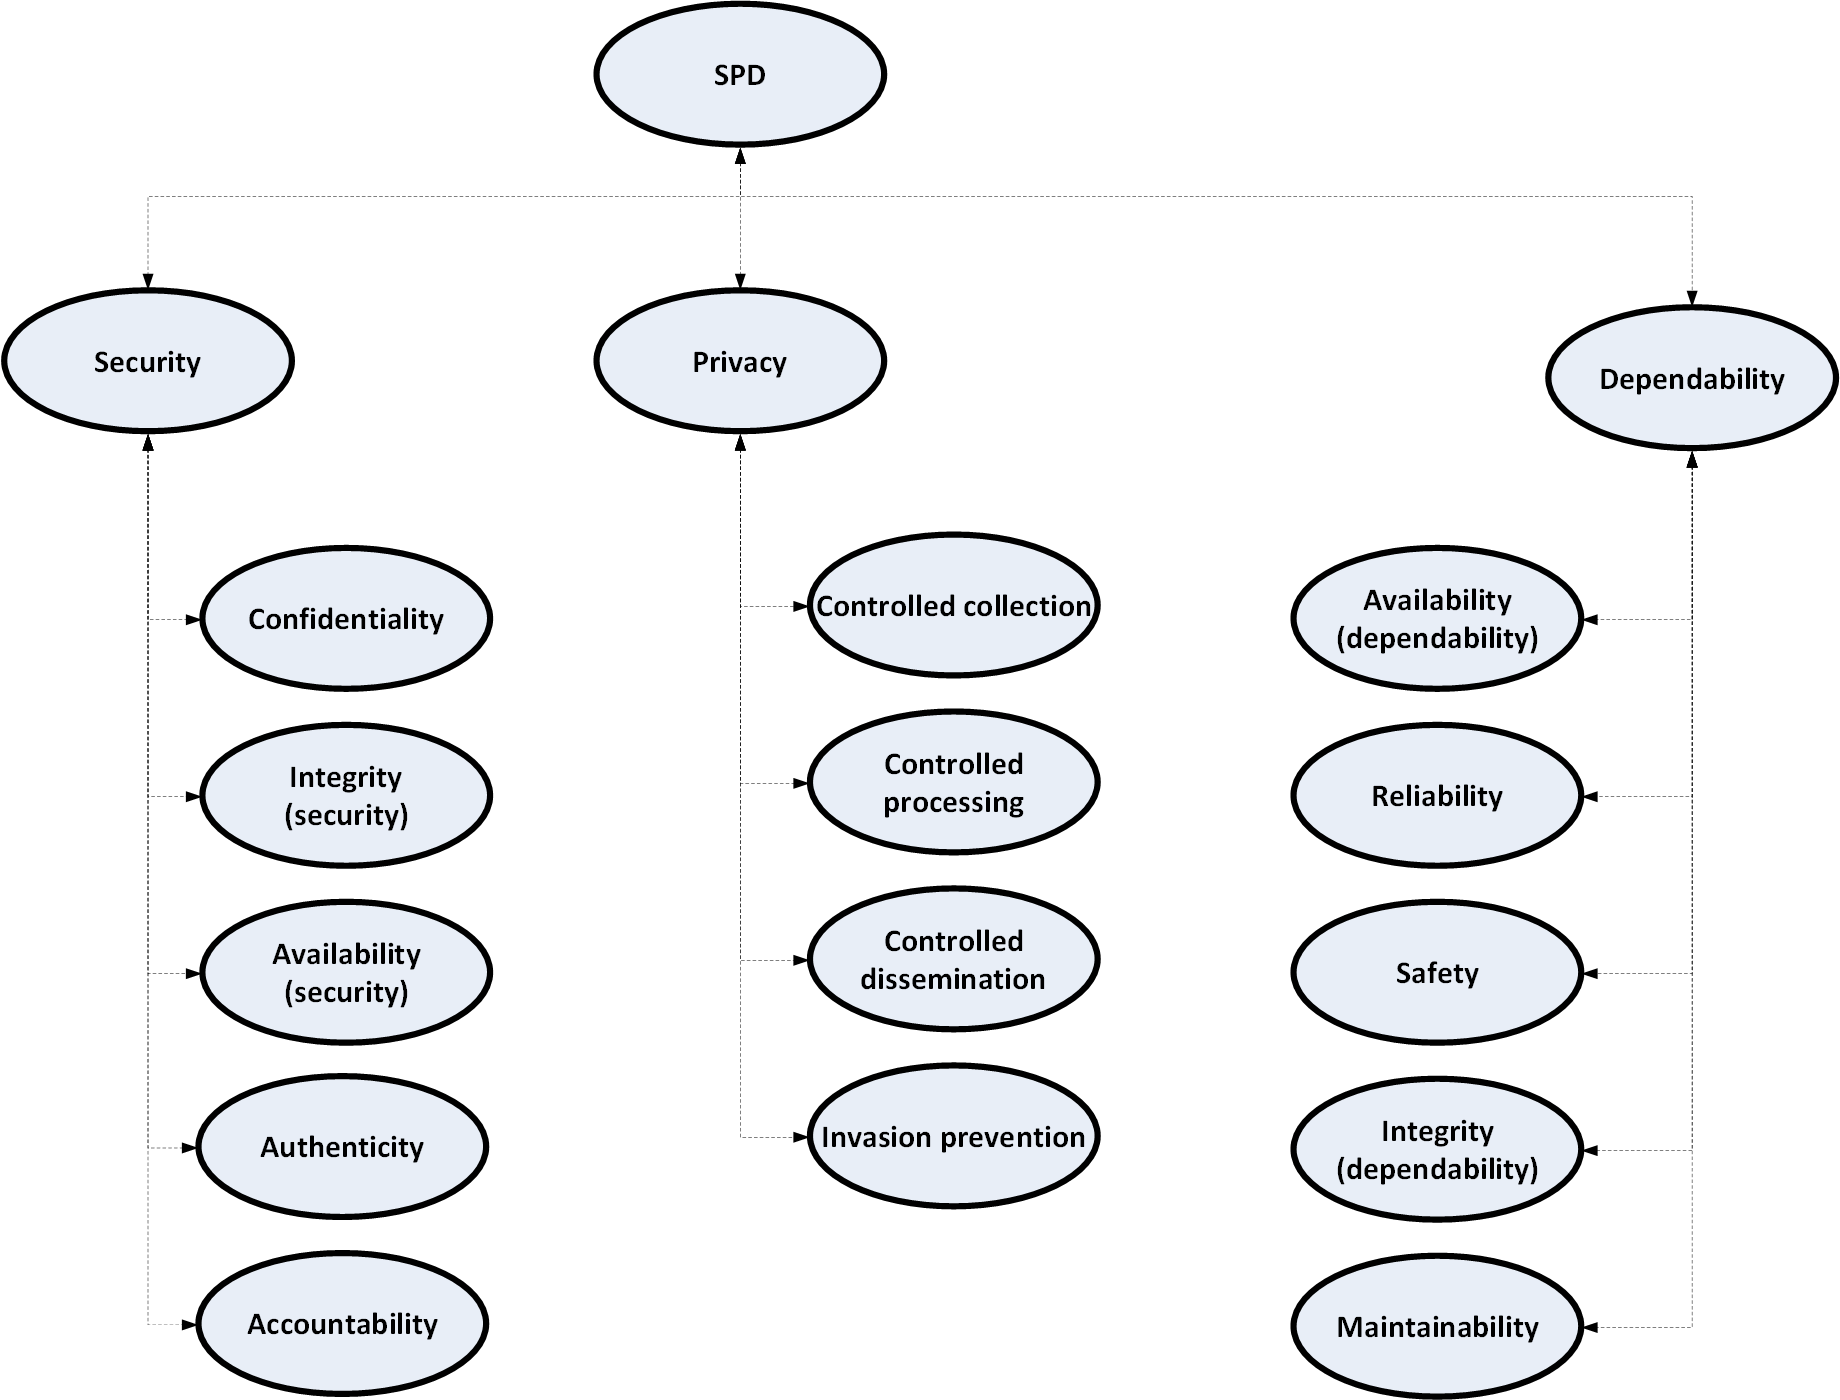 SPD
Security
Privacy
Dependability
Confidentiality
Integrity
(security)
Availability
(security)
Authenticity
Accountability
Controlled collection
Controlled
processing
Controlled
dissemination
Invasion prevention
Availability
(dependability)
Reliability
Safety
Integrity
(dependability)
Maintainability